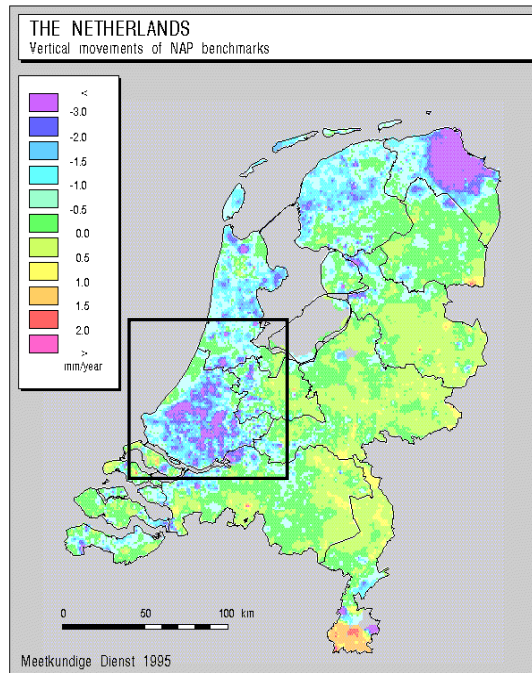 THE NETHERLANDS
Vertical movements of NAP benchmarks
<
-3.0
-2.0
-1.5
-1.0
-0.5
0.0
0.5
1.0
1.5
2.0
>
mm/year
0 50 100 km
Meetkundige Dienst 1995